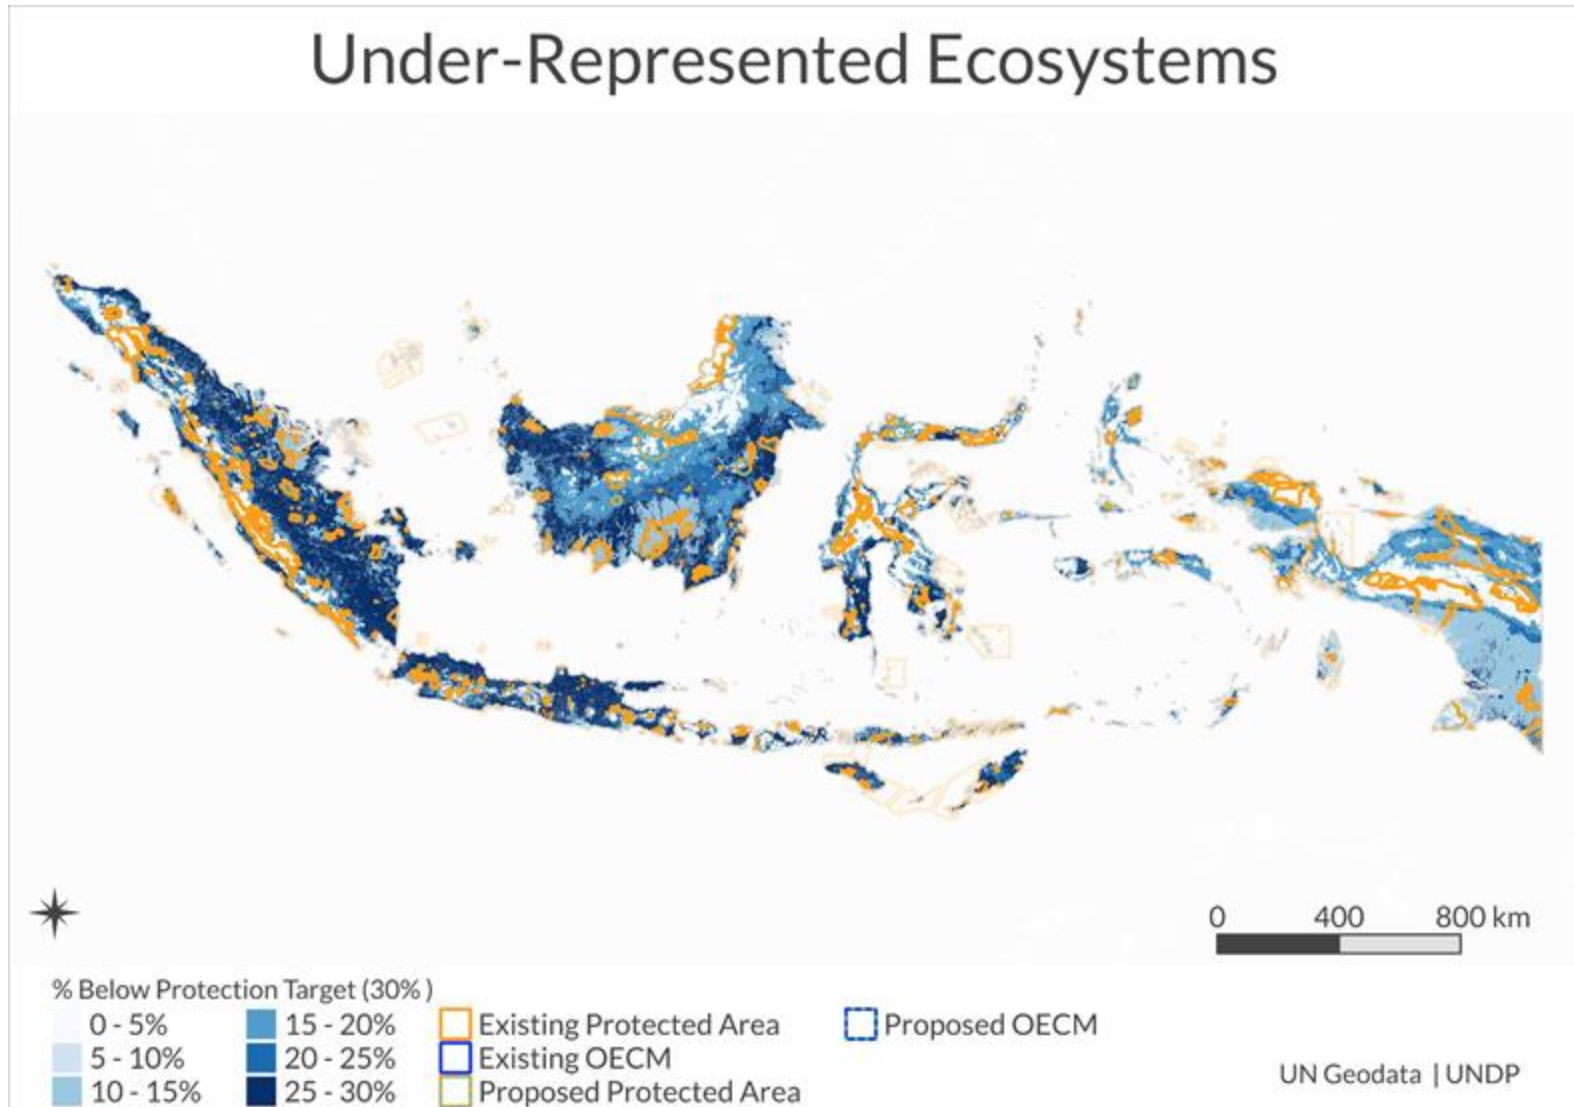 Under-Represented Ecosystems
0 400 800 km
% Below Protection Target (30% )
0 - 5%
5 - 10%
10 - 15%
15 - 20%
20 - 25%
25 - 30%
Existing Protected Area
Existing OECM
Proposed Protected Area
Proposed OECM
UN Geodata | UNDP